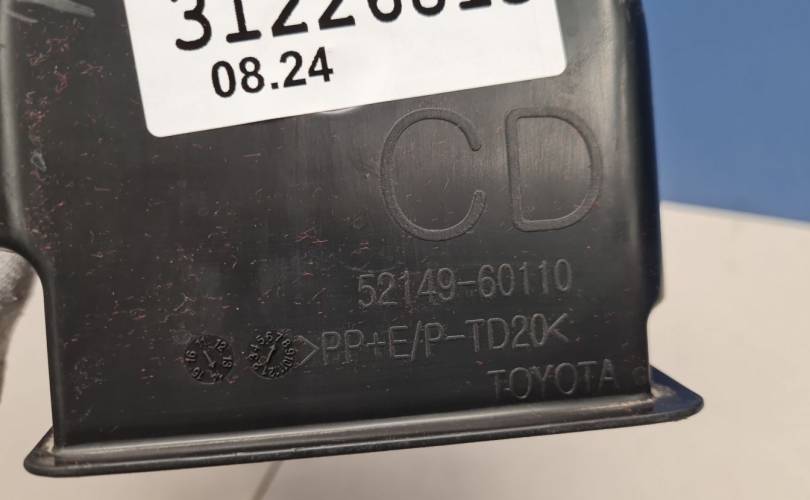 08.24
CD
52149-60110
>PP+E/P-TD20<
TOYOTA